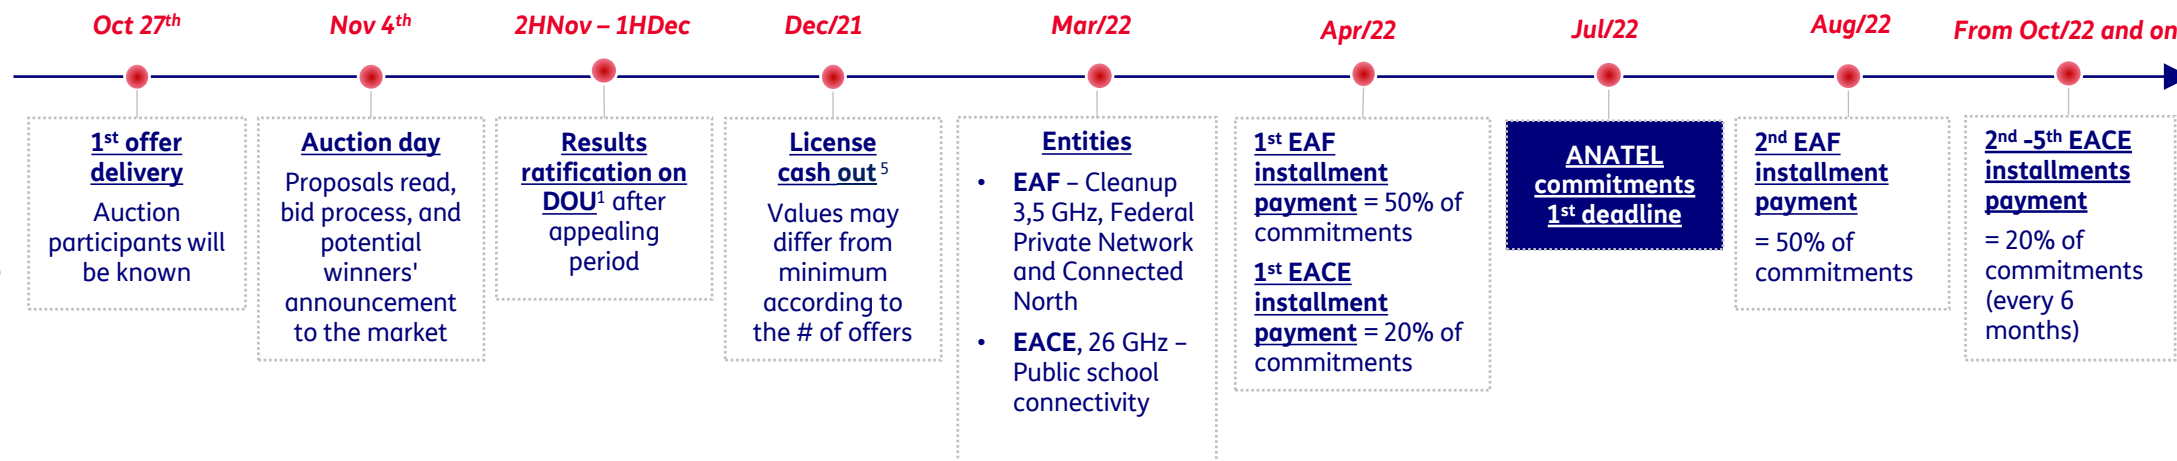 Oct 27th
Nov 4th
2HNov – 1HDec
Dec/21
Mar/22
Apr/22
Jul/22
Aug/22
From Oct/22 and on
1st offer
delivery
Auction
participants will
be known
Auction day
Proposals read,
bid process, and
potential
winners'
announcement
to the market
Results
ratification on
DOU1 after
appealing
period
License
cash out 5
Values may
differ from
minimum
according to
the # of offers
Entities
• EAF – Cleanup
3,5 GHz, Federal
Private Network
and Connected
North
• EACE, 26 GHz –
Public school
connectivity
1st EAF
installment
payment = 50% of
commitments
1st EACE
installment
payment = 20% of
commitments
ANATEL
commitments
1st deadline
2nd EAF
installment
payment
= 50% of
commitments
2nd -5th EACE
installments
payment
= 20% of
commitments
(every 6
months)